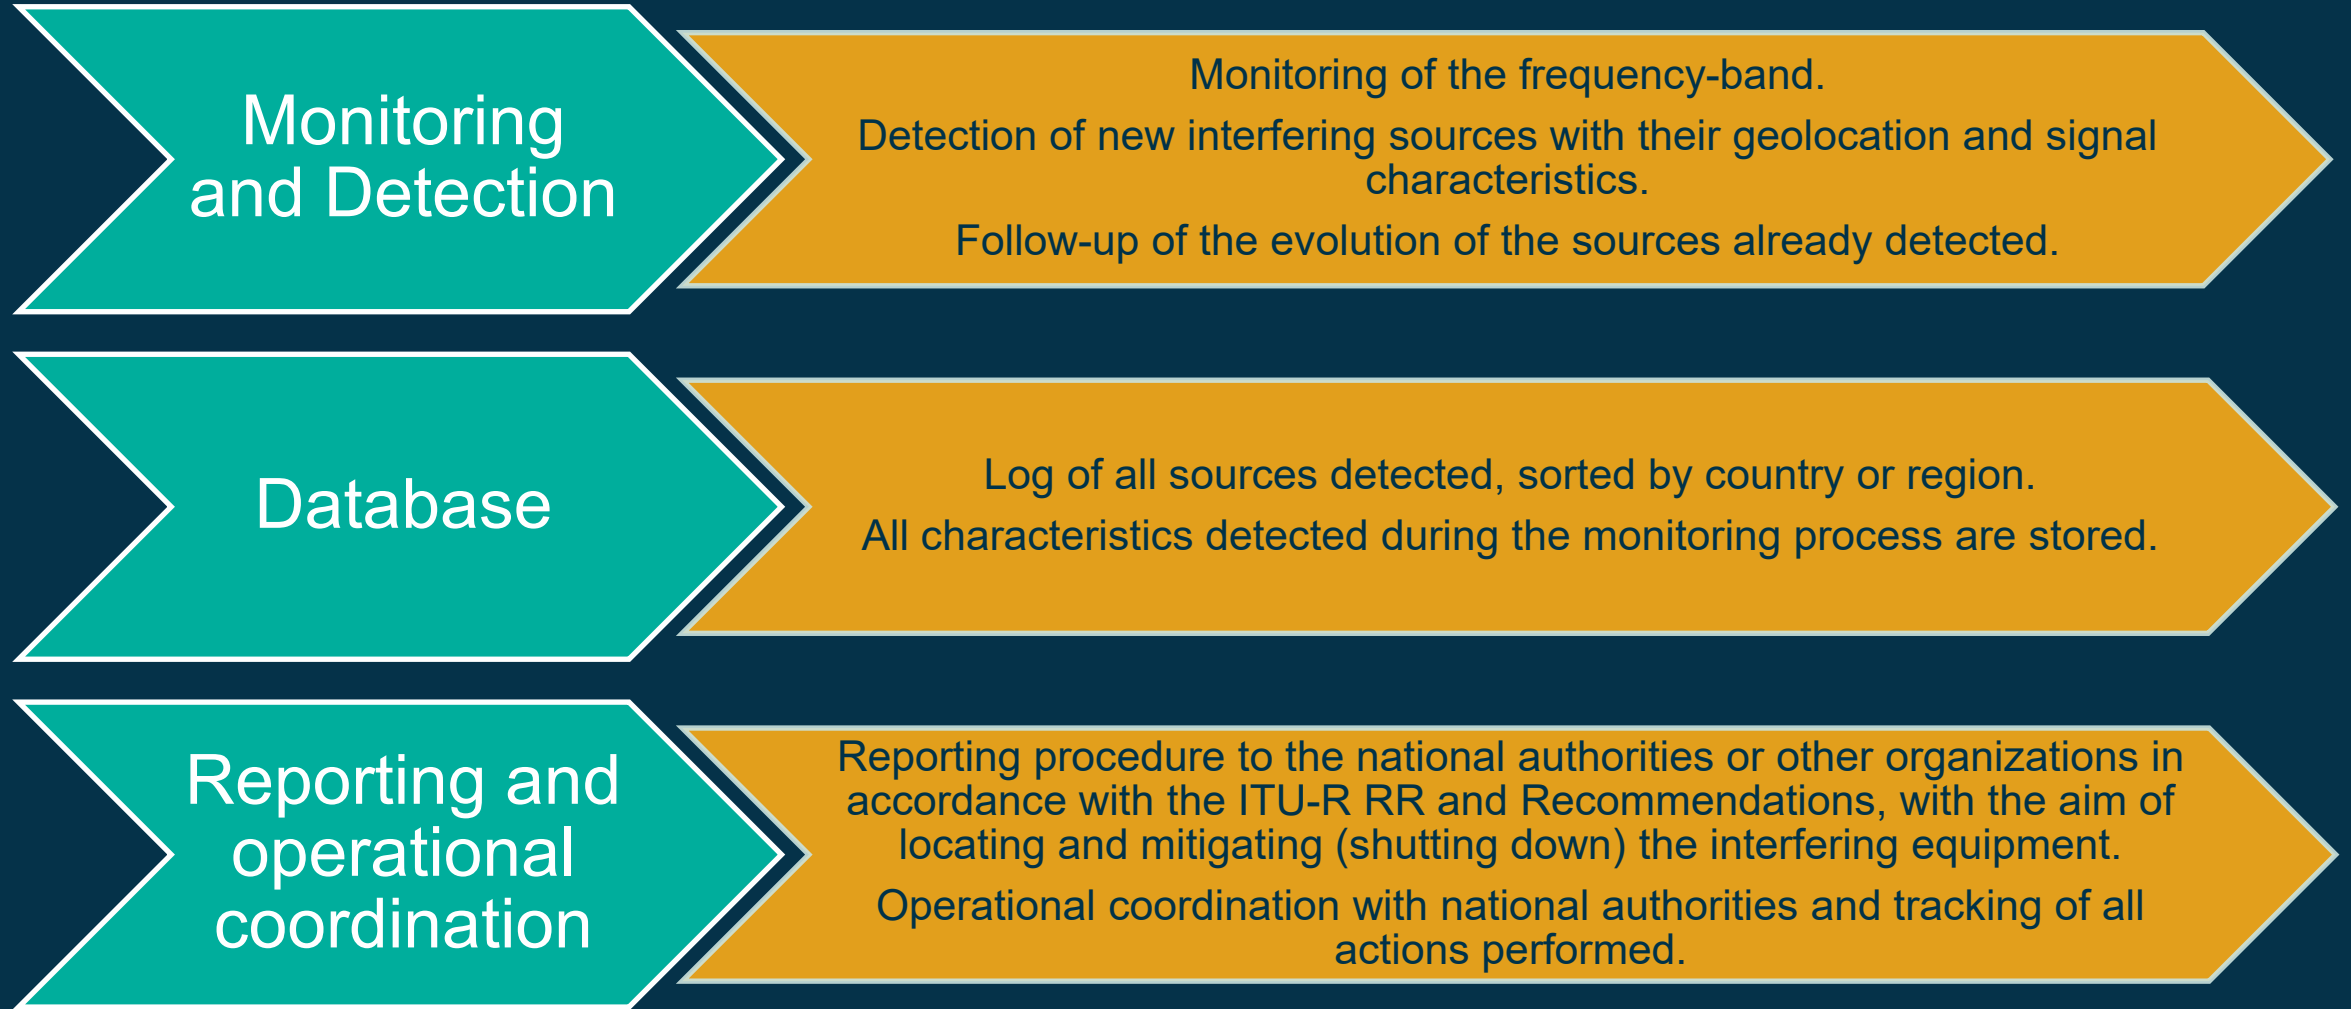 Monitoring
and Detection
Monitoring of the frequency-band.
Detection of new interfering sources with their geolocation and signal
characteristics.
Follow-up of the evolution of the sources already detected.
Database
Log of all sources detected, sorted by country or region.
All characteristics detected during the monitoring process are stored.
Reporting and
operational
coordination
Reporting procedure to the national authorities or other organizations in
accordance with the ITU-R RR and Recommendations, with the aim of
locating and mitigating (shutting down) the interfering equipment.
Operational coordination with national authorities and tracking of all
actions performed.